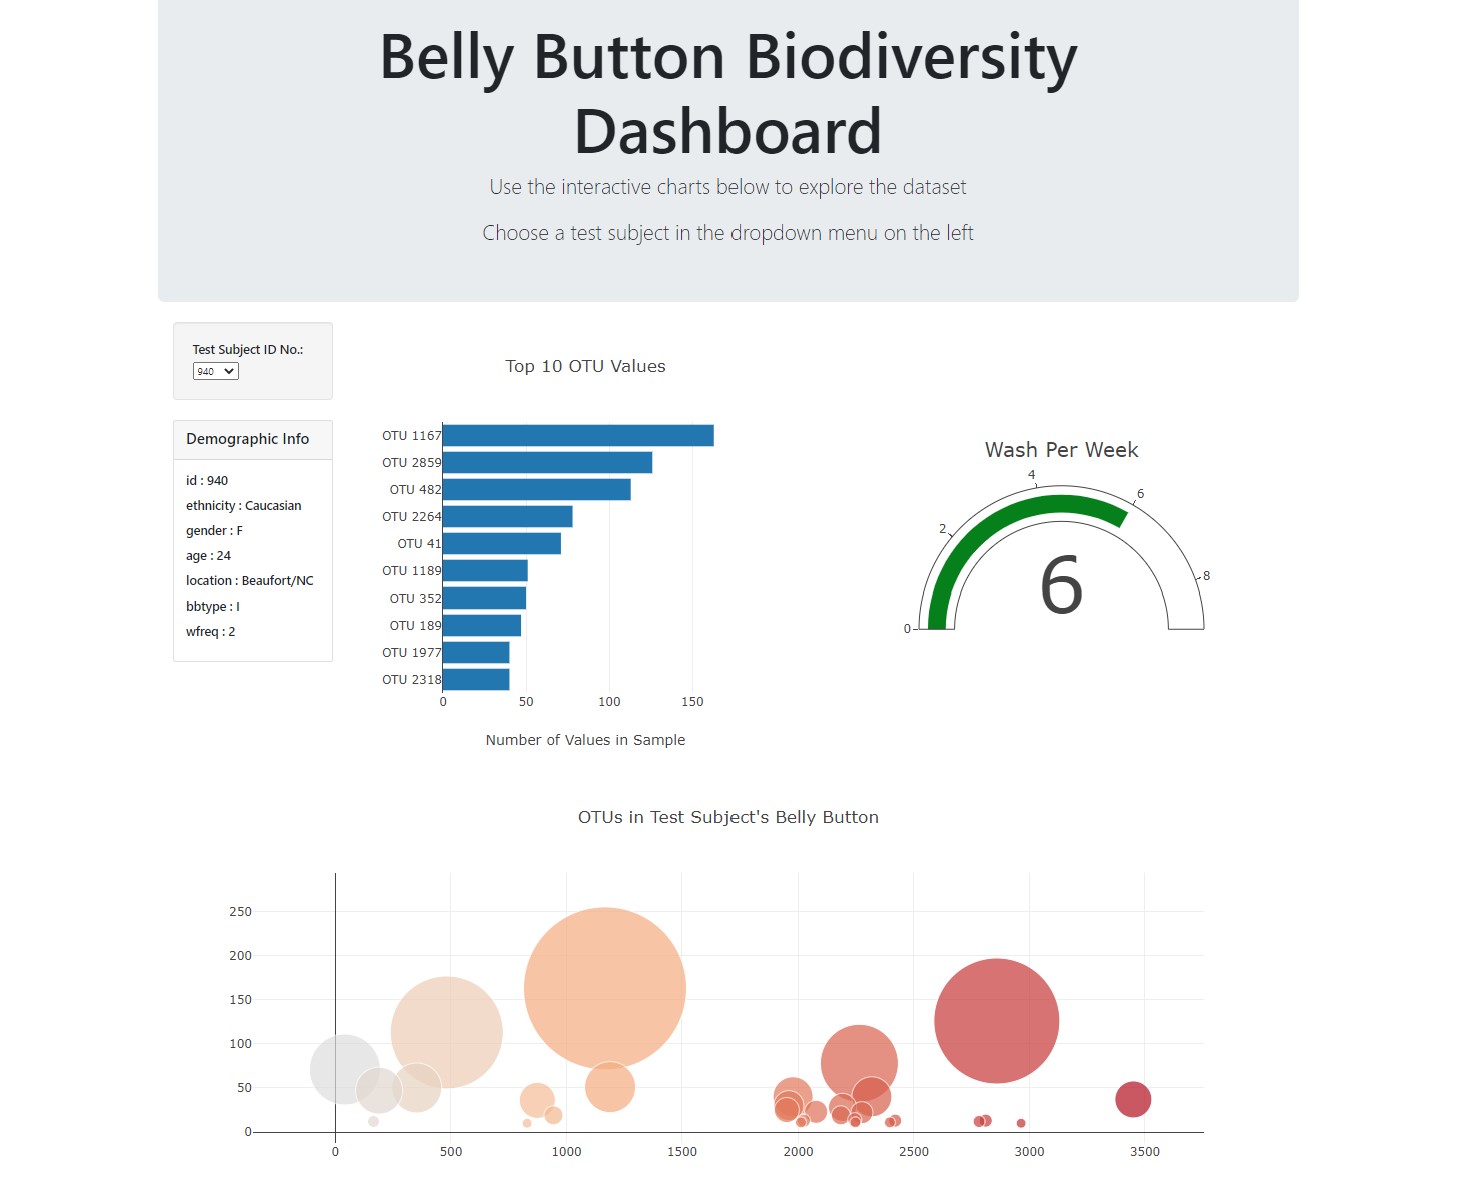 Belly Button Biodiversity
Dashboard
Use the interactive charts below to explore the dataset
Choose a test subject in the dropdown menu on the left
Test Subject ID No.:
940
Demographic Info
id : 940
ethnicity : Caucasian
gender : F
age : 24
location : Beaufort/NC
bbtype : I
wfreq : 2
Top 10 OTU Values
OTU 1167
OTU 2859
OTU 482
OTU 2264
OTU 41
OTU 1189
OTU 352
OTU 189
OTU 1977
OTU 2318
0 50 100 150
Number of Values in Sample
Wash Per Week
0
2
4
6
8
6
OTUs in Test Subject's Belly Button
250
200
150
100
50
0
0 500 1000 1500 2000 2500 3000 3500